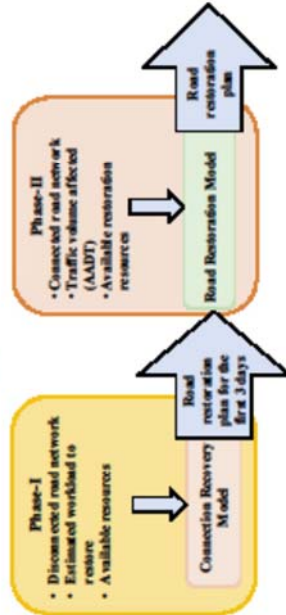 Phase-I
• Disconnected road network
• Estimated workload to
restore
• Available resources
Connection Recovery
Model
Road
restoration
plan for the
first 3 days
Phase-II
• Connected road network
• Traffic volume affected
(AADT)
• Available restoration
resources
Road Restoration Model
Road
restoration
plan